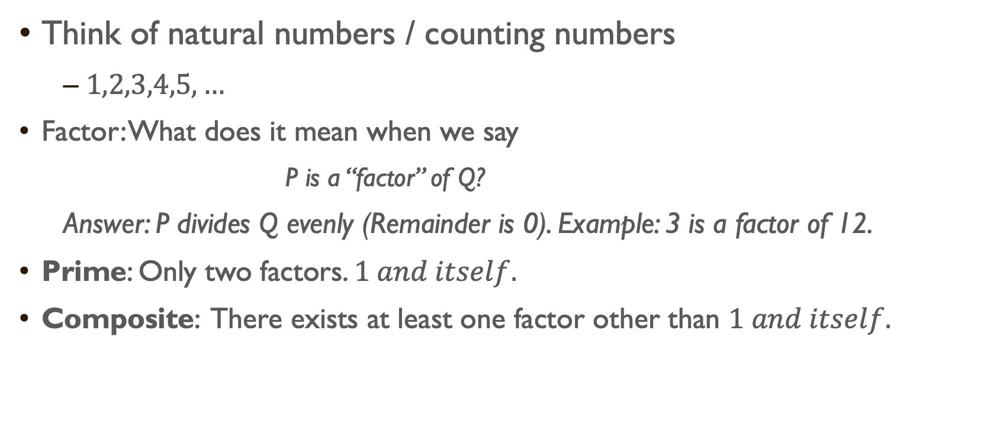 • Think of natural numbers / counting numbers
– 1,2,3,4,5, …
• Factor: What does it mean when we say
P is a “factor” of Q?
Answer: P divides Q evenly (Remainder is 0). Example: 3 is a factor of 12.
• Prime: Only two factors. 1 and itself.
• Composite: There exists at least one factor other than 1 and itself.